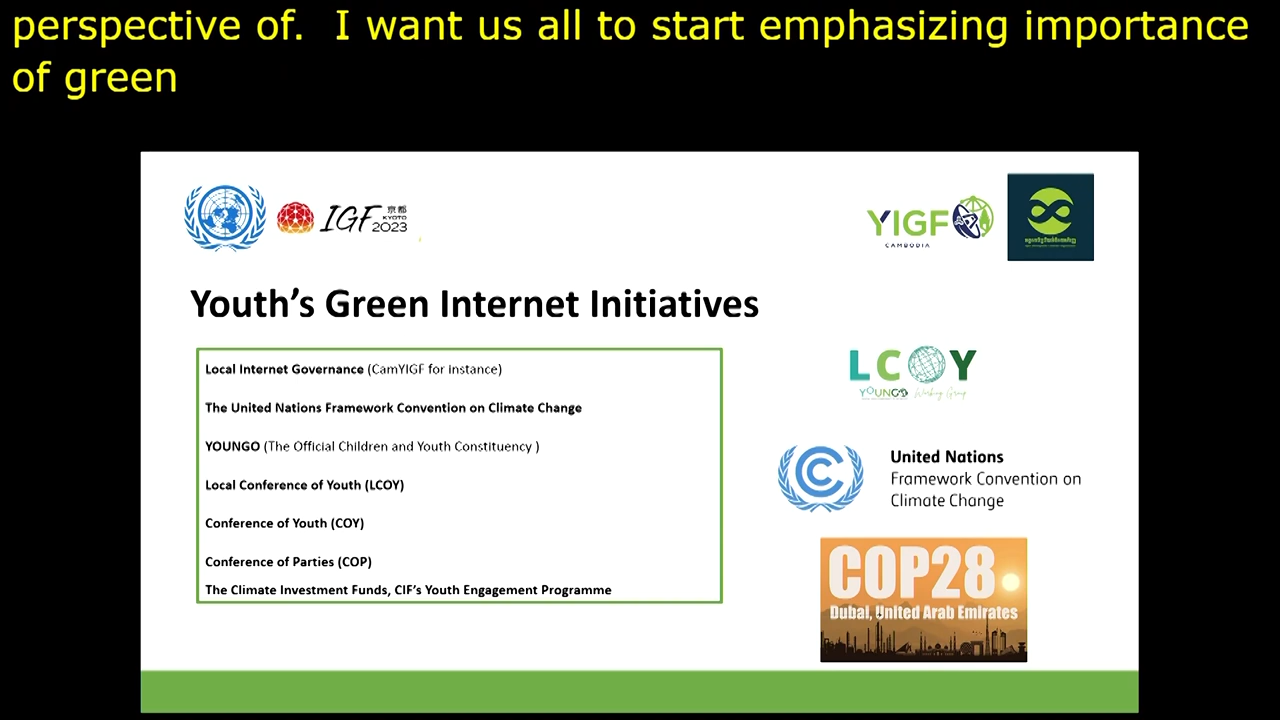 perspective of.  I want us all to start emphasizing importance
of green
IGF 京都
KYOTO
2023
YIGF
CAMBODIA
Youth’s Green Internet Initiatives
Local Internet Governance (CamYIGF for instance)
The United Nations Framework Convention on Climate Change
YOUNGO (The Official Children and Youth Constituency )
Local Conference of Youth (LCOY)
Conference of Youth (COY)
Conference of Parties (COP)
The Climate Investment Funds, CIF’s Youth Engagement Programme
LCOY
YOUNGO Working Group
United Nations
Framework Convention on
Climate Change
COP28
Dubai, United Arab Emirates